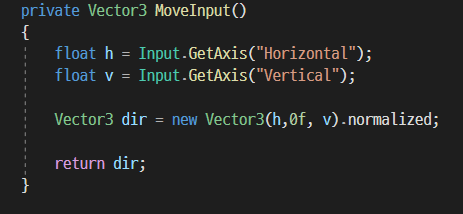 private Vector3 MoveInput()
{
float h = Input.GetAxis("Horizontal");
float v = Input.GetAxis("Vertical");
Vector3 dir = new Vector3(h,0f, v).normalized;
return dir;
}